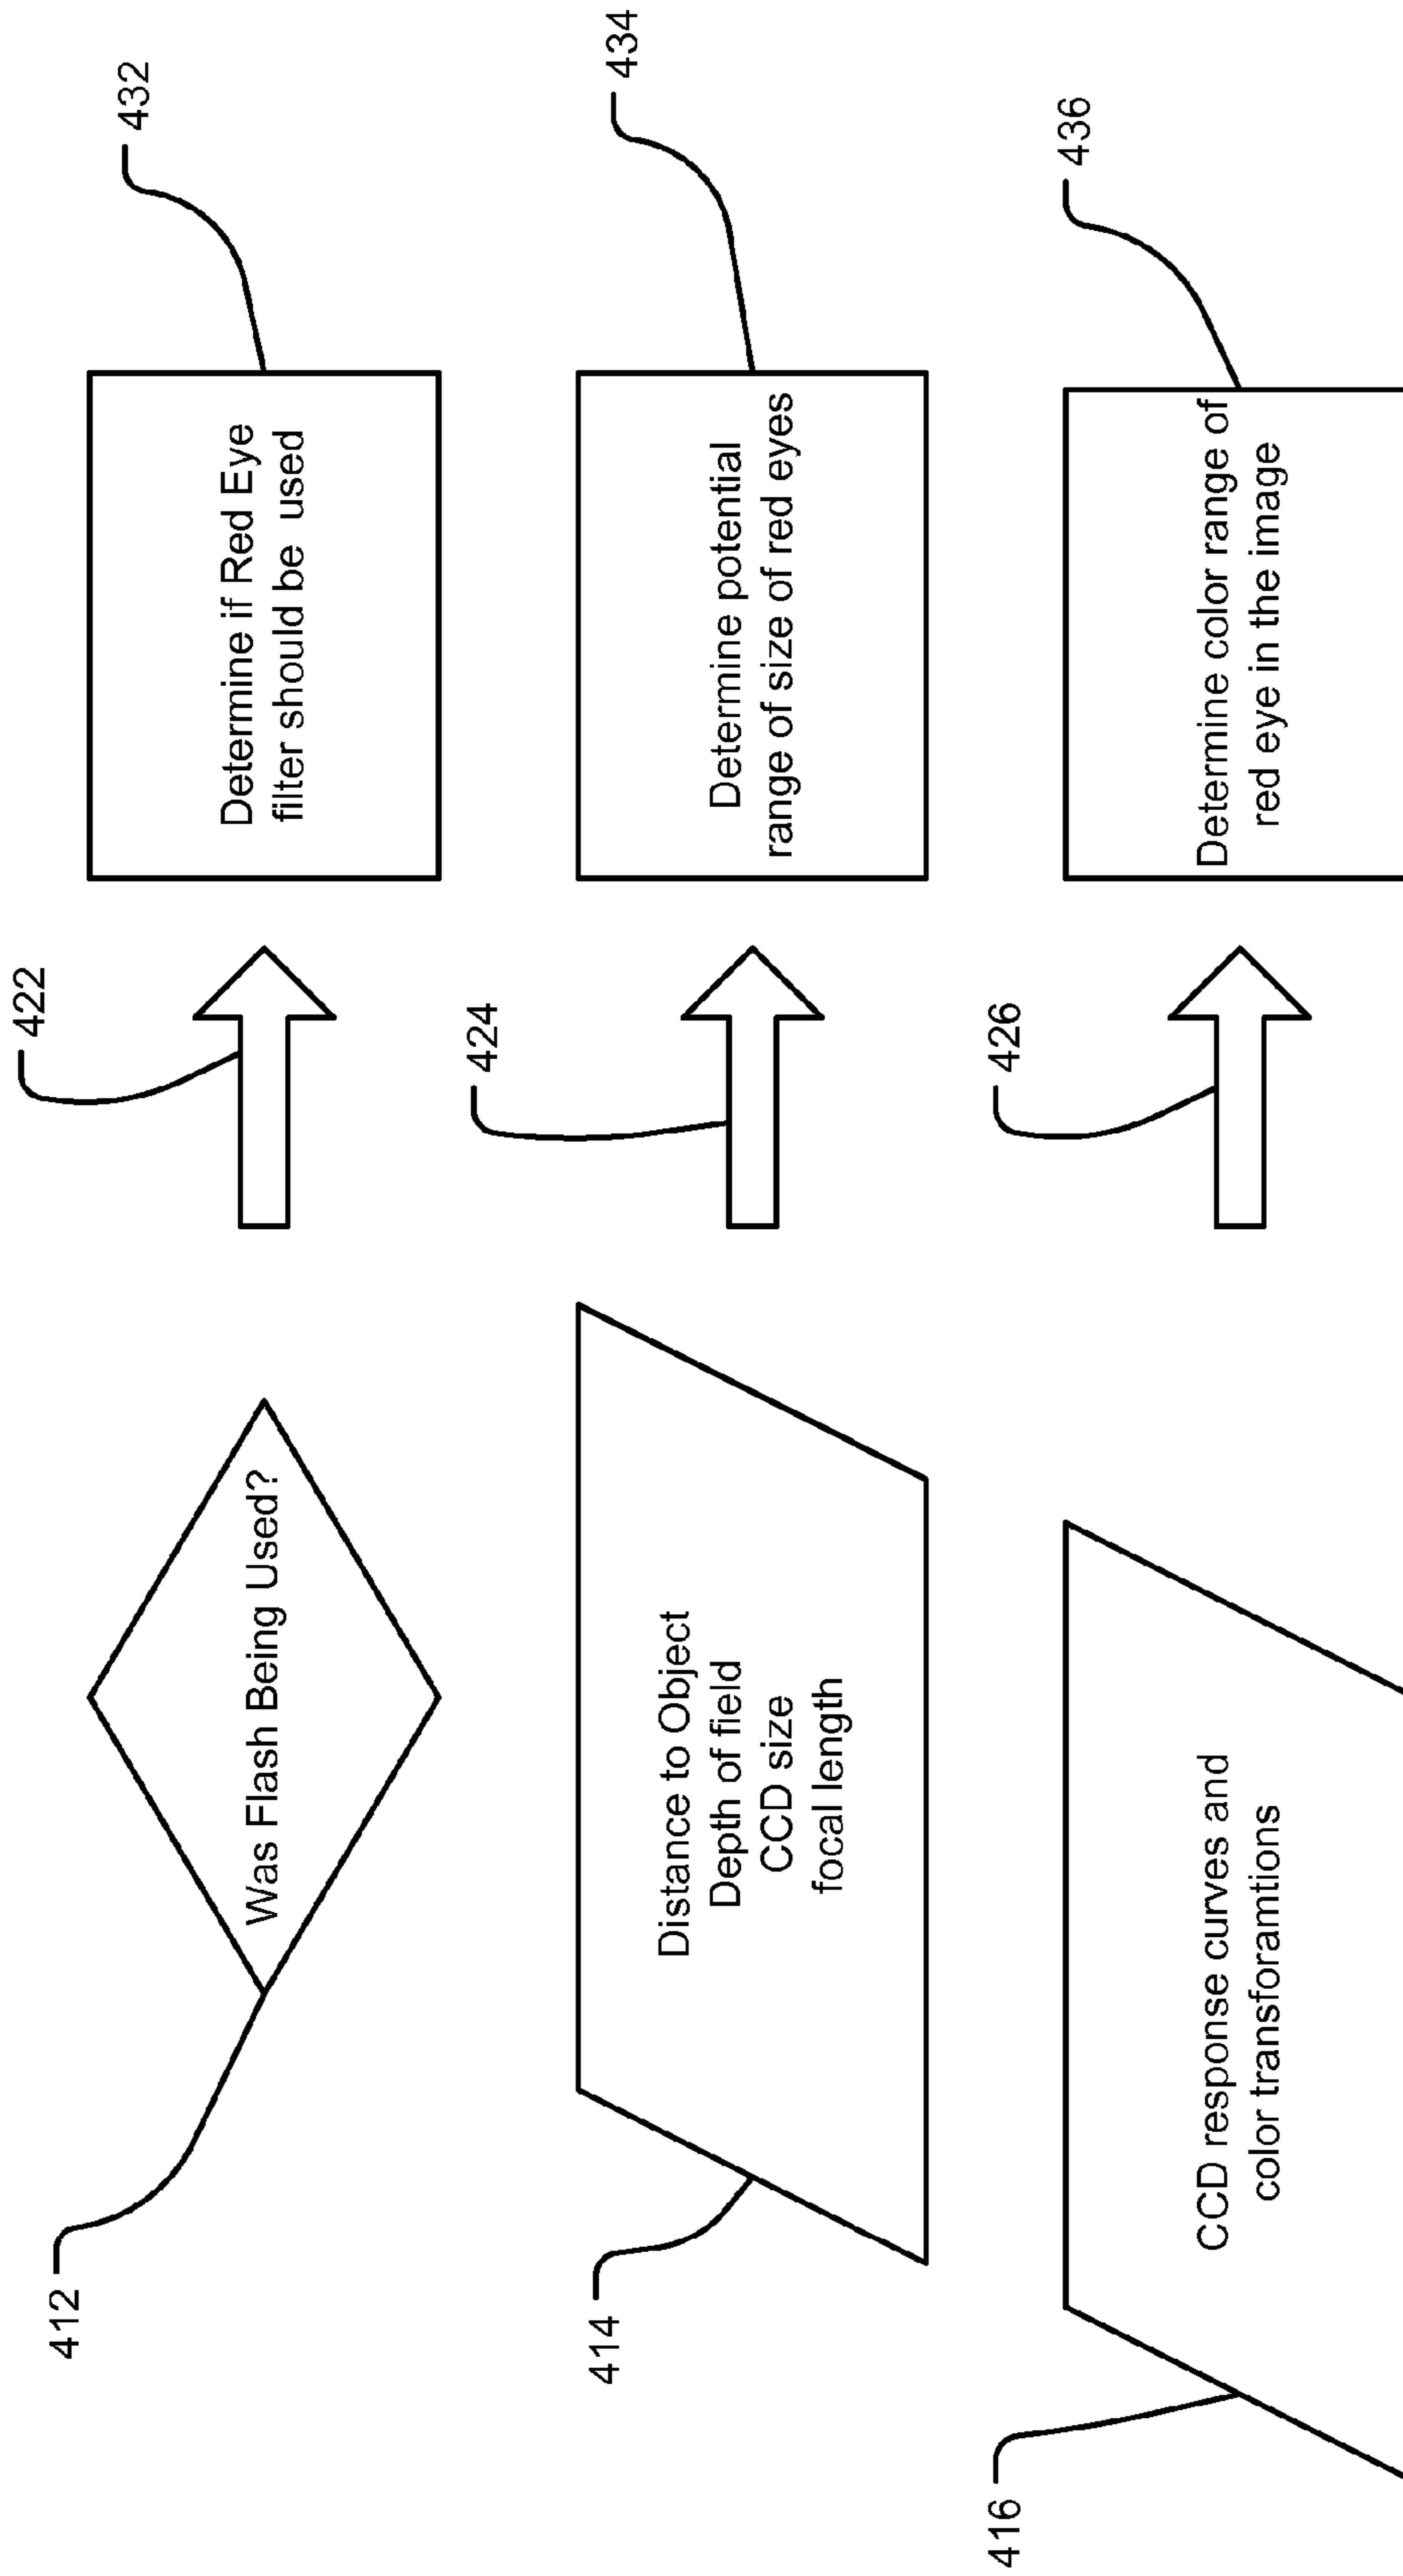 412
Was Flash Being Used?
422
Determine if Red Eye
filter should be used
432
414
Distance to Object
Depth of field
CCD size
focal length
424
Determine potential
range of size of red eyes
434
416
CCD response curves and
color transforamtions
426
Determine color range of
red eye in the image
436